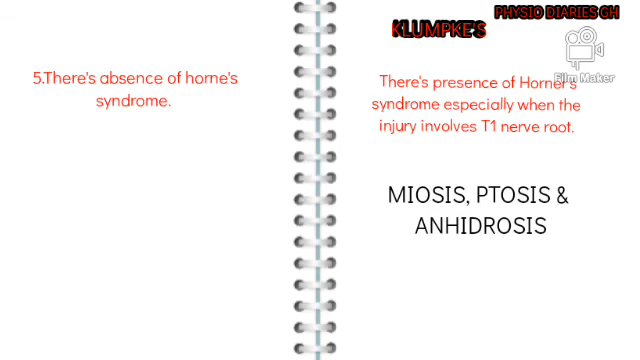 5.There's absence of horne's
syndrome.
PHYSIO DIARIES GH
KLUMPKE'S
Film Maker
There's presence of Horner's
syndrome especially when the
injury involves T1 nerve root.
MIOSIS, PTOSIS &
ANHIDROSIS